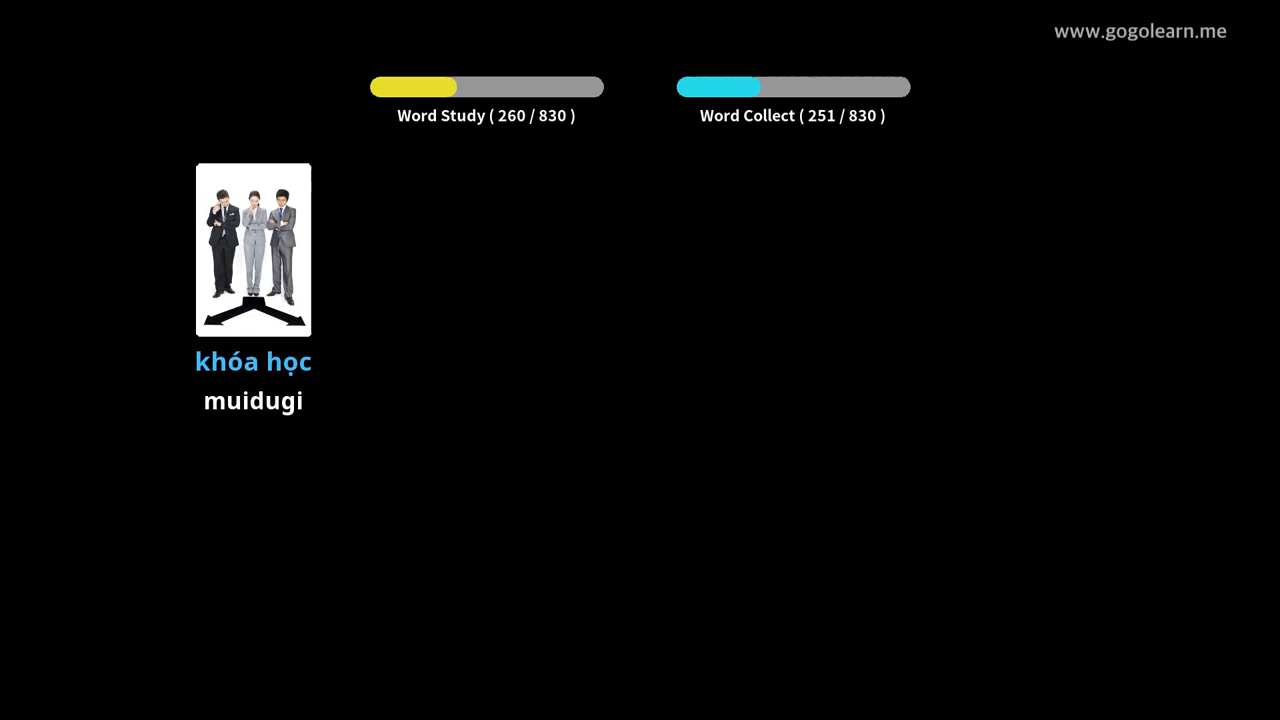 www.gogolearn.me
Word Study ( 260 / 830 )
Word Collect ( 251 / 830 )
khóa học
muidugi